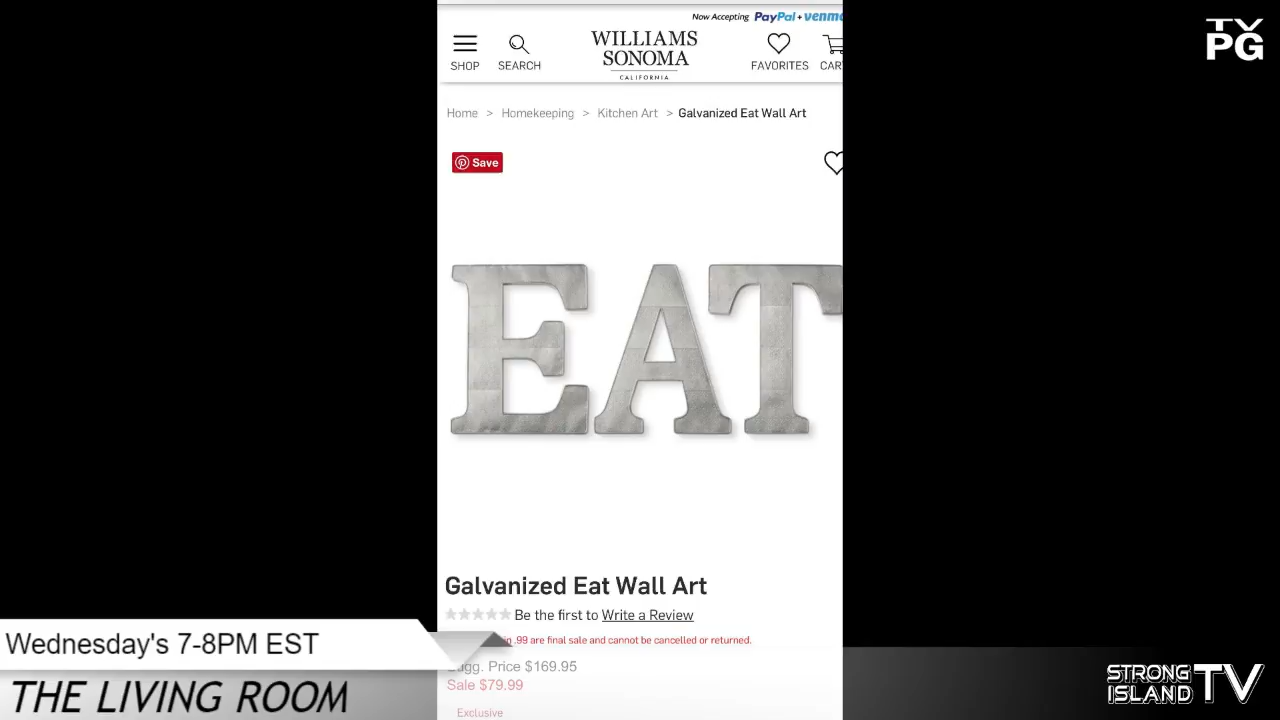 Now Accepting PayPal + venmo
TV
PG
WILLIAMS
SONOMA
CALIFORNIA
SHOP
SEARCH
FAVORITES
CAR
Home > Homekeeping > Kitchen Art > Galvanized Eat Wall Art
Save
EAT
Galvanized Eat Wall Art
Be the first to Write a Review
in .99 are final sale and cannot be cancelled or returned.
Sugg. Price $169.95
Sale $79.99
Exclusive
Wednesday's 7-8PM EST
THE LIVING ROOM
STRONG
ISLAND TV